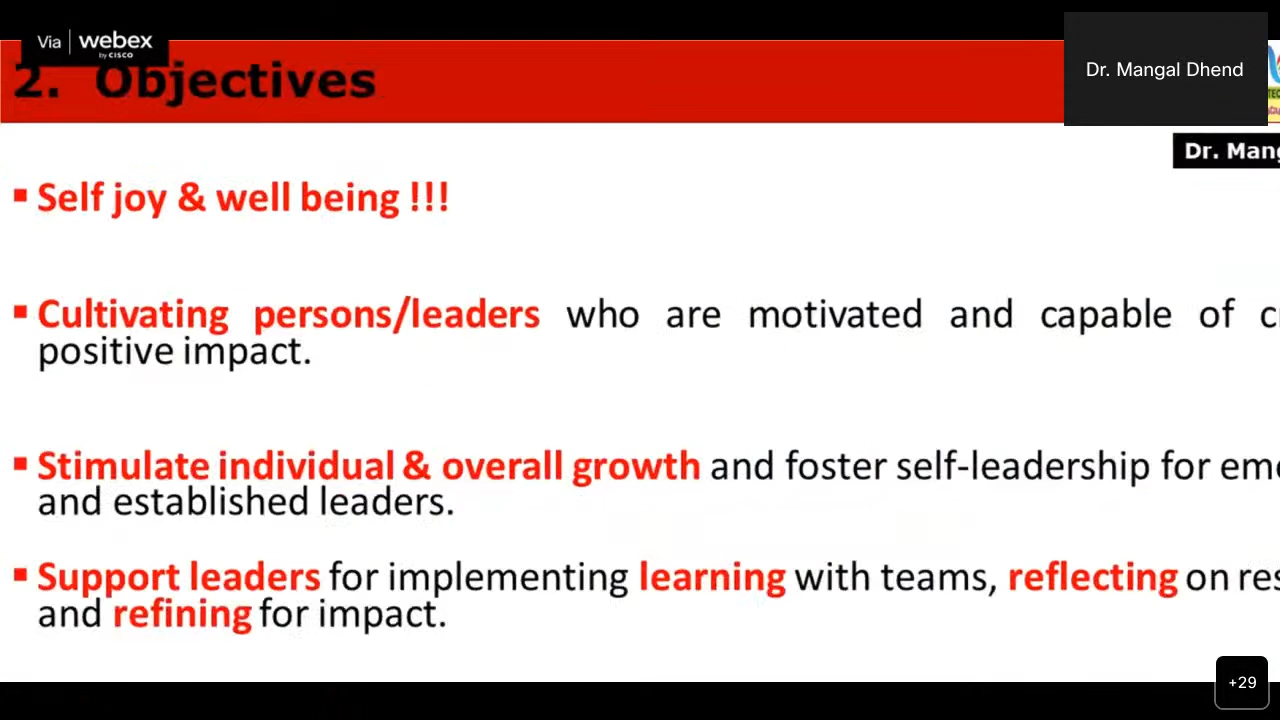 Via webex
by CISCO
2. Objectives
Dr. Mangal Dhend
Dr. Mang
▪ Self joy & well being !!!
▪ Cultivating persons/leaders who are motivated and capable of
positive impact.
▪ Stimulate individual & overall growth and foster self-leadership for
and established leaders.
▪ Support leaders for implementing learning with teams, reflecting on
and refining for impact.
+29